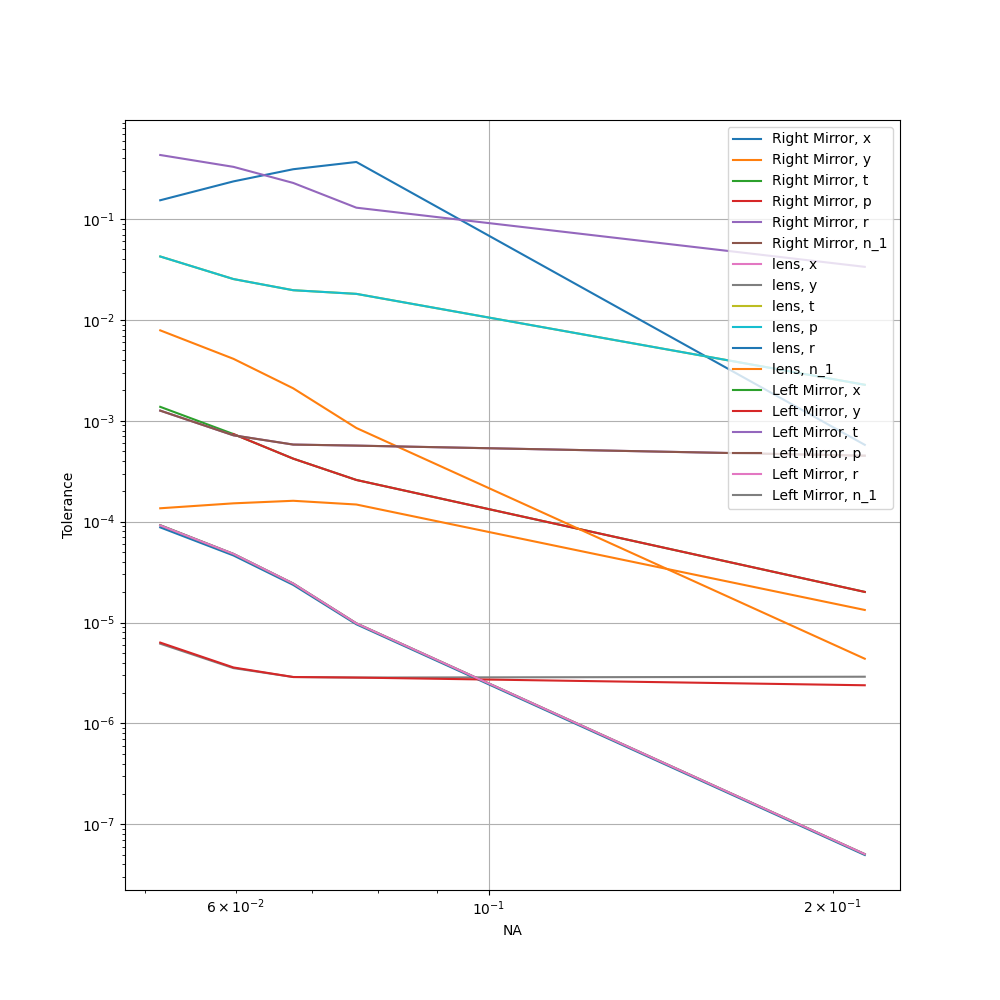 Right Mirror, x
Right Mirror, y
Right Mirror, t
Right Mirror, p
Right Mirror, r
Right Mirror, n_1
lens, x
lens, y
lens, t
lens, p
lens, r
lens, n_1
Left Mirror, x
Left Mirror, y
Left Mirror, t
Left Mirror, p
Left Mirror, r
Left Mirror, n_1
10⁻¹
10⁻²
10⁻³
10⁻⁴
10⁻⁵
10⁻⁶
10⁻⁷
Tolerance
6 × 10⁻² 10⁻¹ 2 × 10⁻¹
NA